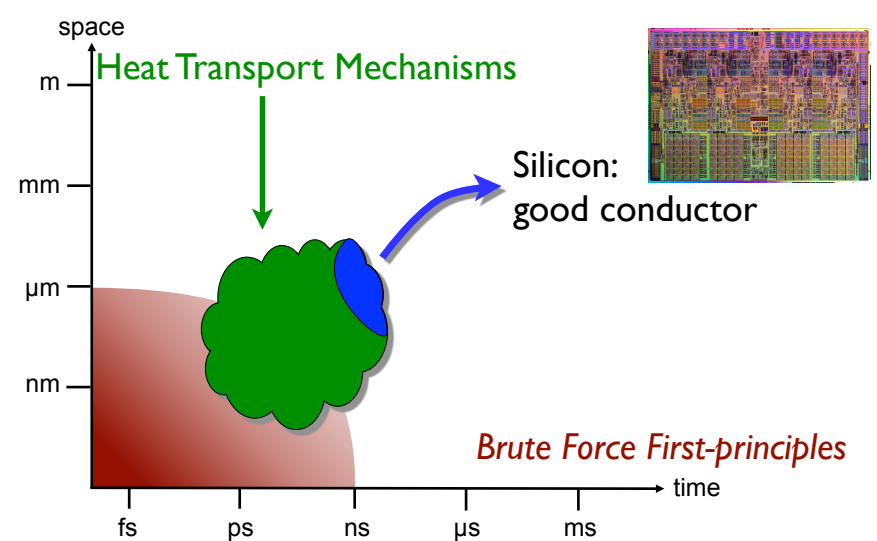 space
Heat Transport Mechanisms
m
mm
Silicon:
good conductor
µm
nm
Brute Force First-principles
time
fs
ps
ns
µs
ms